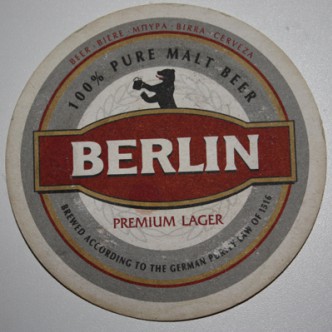 BEER · BIERE · ΜΠΥΡΑ · BIRRA · CERVEZA
100% PURE MALT BEER
BERLIN
PREMIUM LAGER
BREWED ACCORDING TO THE GERMAN PURITY LAW OF 1516